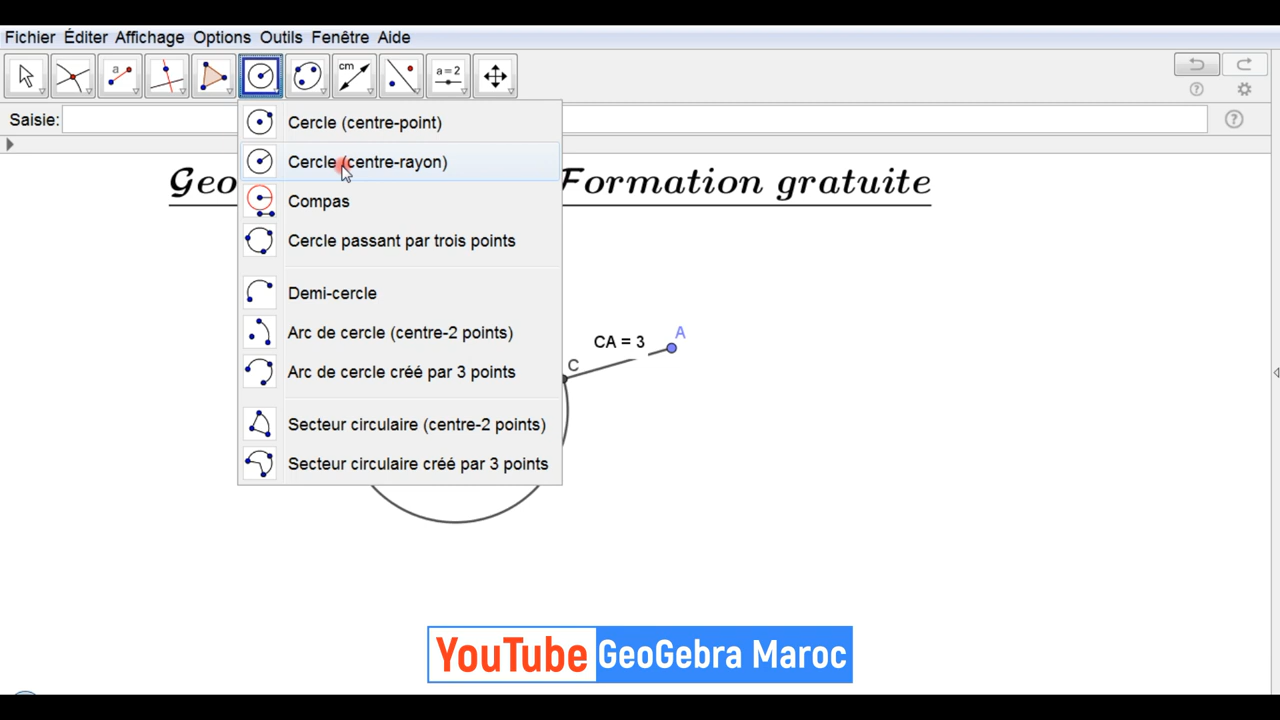 Fichier Éditer Affichage Options Outils Fenêtre Aide
a
cm
a=2
Saisie:
Geo Formation gratuite
Cercle (centre-point)
Cercle (centre-rayon)
Compas
Cercle passant par trois points
Demi-cercle
Arc de cercle (centre-2 points)
Arc de cercle créé par 3 points
Secteur circulaire (centre-2 points)
Secteur circulaire créé par 3 points
A
CA = 3
C
YouTube GeoGebra Maroc